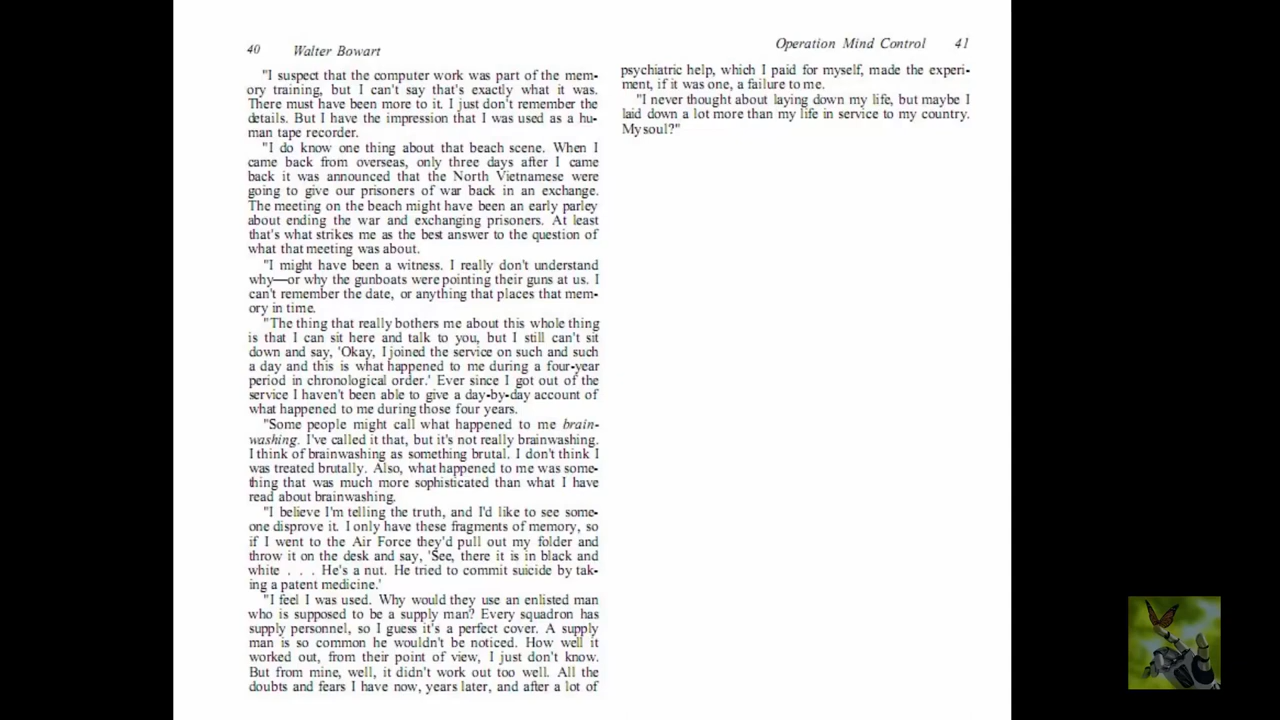 40 Walter Bowart
"I suspect that the computer work was part of the mem-
ory training, but I can't say that's exactly what it was.
There must have been more to it. I just don't remember the
details. But I have the impression that I was used as a hu-
man tape recorder.
"I do know one thing about that beach scene. When I
came back from overseas, only three days after I came
back it was announced that the North Vietnamese were
going to give our prisoners of war back in an exchange.
The meeting on the beach might have been an early parley
about ending the war and exchanging prisoners. At least
that's what strikes me as the best answer to the question of
what that meeting was about.
"I might have been a witness. I really don't understand
why—or why the gunboats were pointing their guns at us. I
can't remember the date, or anything that places that mem-
ory in time.
"The thing that really bothers me about this whole thing
is that I can sit here and talk to you, but I still can't sit
down and say, 'Okay, I joined the service on such and such
a day and this is what happened to me during a four-year
period in chronological order.' Ever since I got out of the
service I haven't been able to give a day-by-day account of
what happened to me during those four years.
"Some people might call what happened to me brain-
washing. I've called it that, but it's not really brainwashing.
I think of brainwashing as something brutal. I don't think I
was treated brutally. Also, what happened to me was some-
thing that was much more sophisticated than what I have
read about brainwashing.
"I believe I'm telling the truth, and I'd like to see some-
one disprove it. I only have these fragments of memory, so
if I went to the Air Force they'd pull out my folder and
throw it on the desk and say, 'See, there it is in black and
white . . . He's a nut. He tried to commit suicide by tak-
ing a patent medicine.'
"I feel I was used. Why would they use an enlisted man
who is supposed to be a supply man? Every squadron has
supply personnel, so I guess it's a perfect cover. A supply
man is so common he wouldn't be noticed. How well it
worked out, from their point of view, I just don't know.
But from mine, well, it didn't work out too well. All the
doubts and fears I have now, years later, and after a lot of
Operation Mind Control 41
psychiatric help, which I paid for myself, made the experi-
ment, if it was one, a failure to me.
"I never thought about laying down my life, but maybe I
laid down a lot more than my life in service to my country.
My soul?"